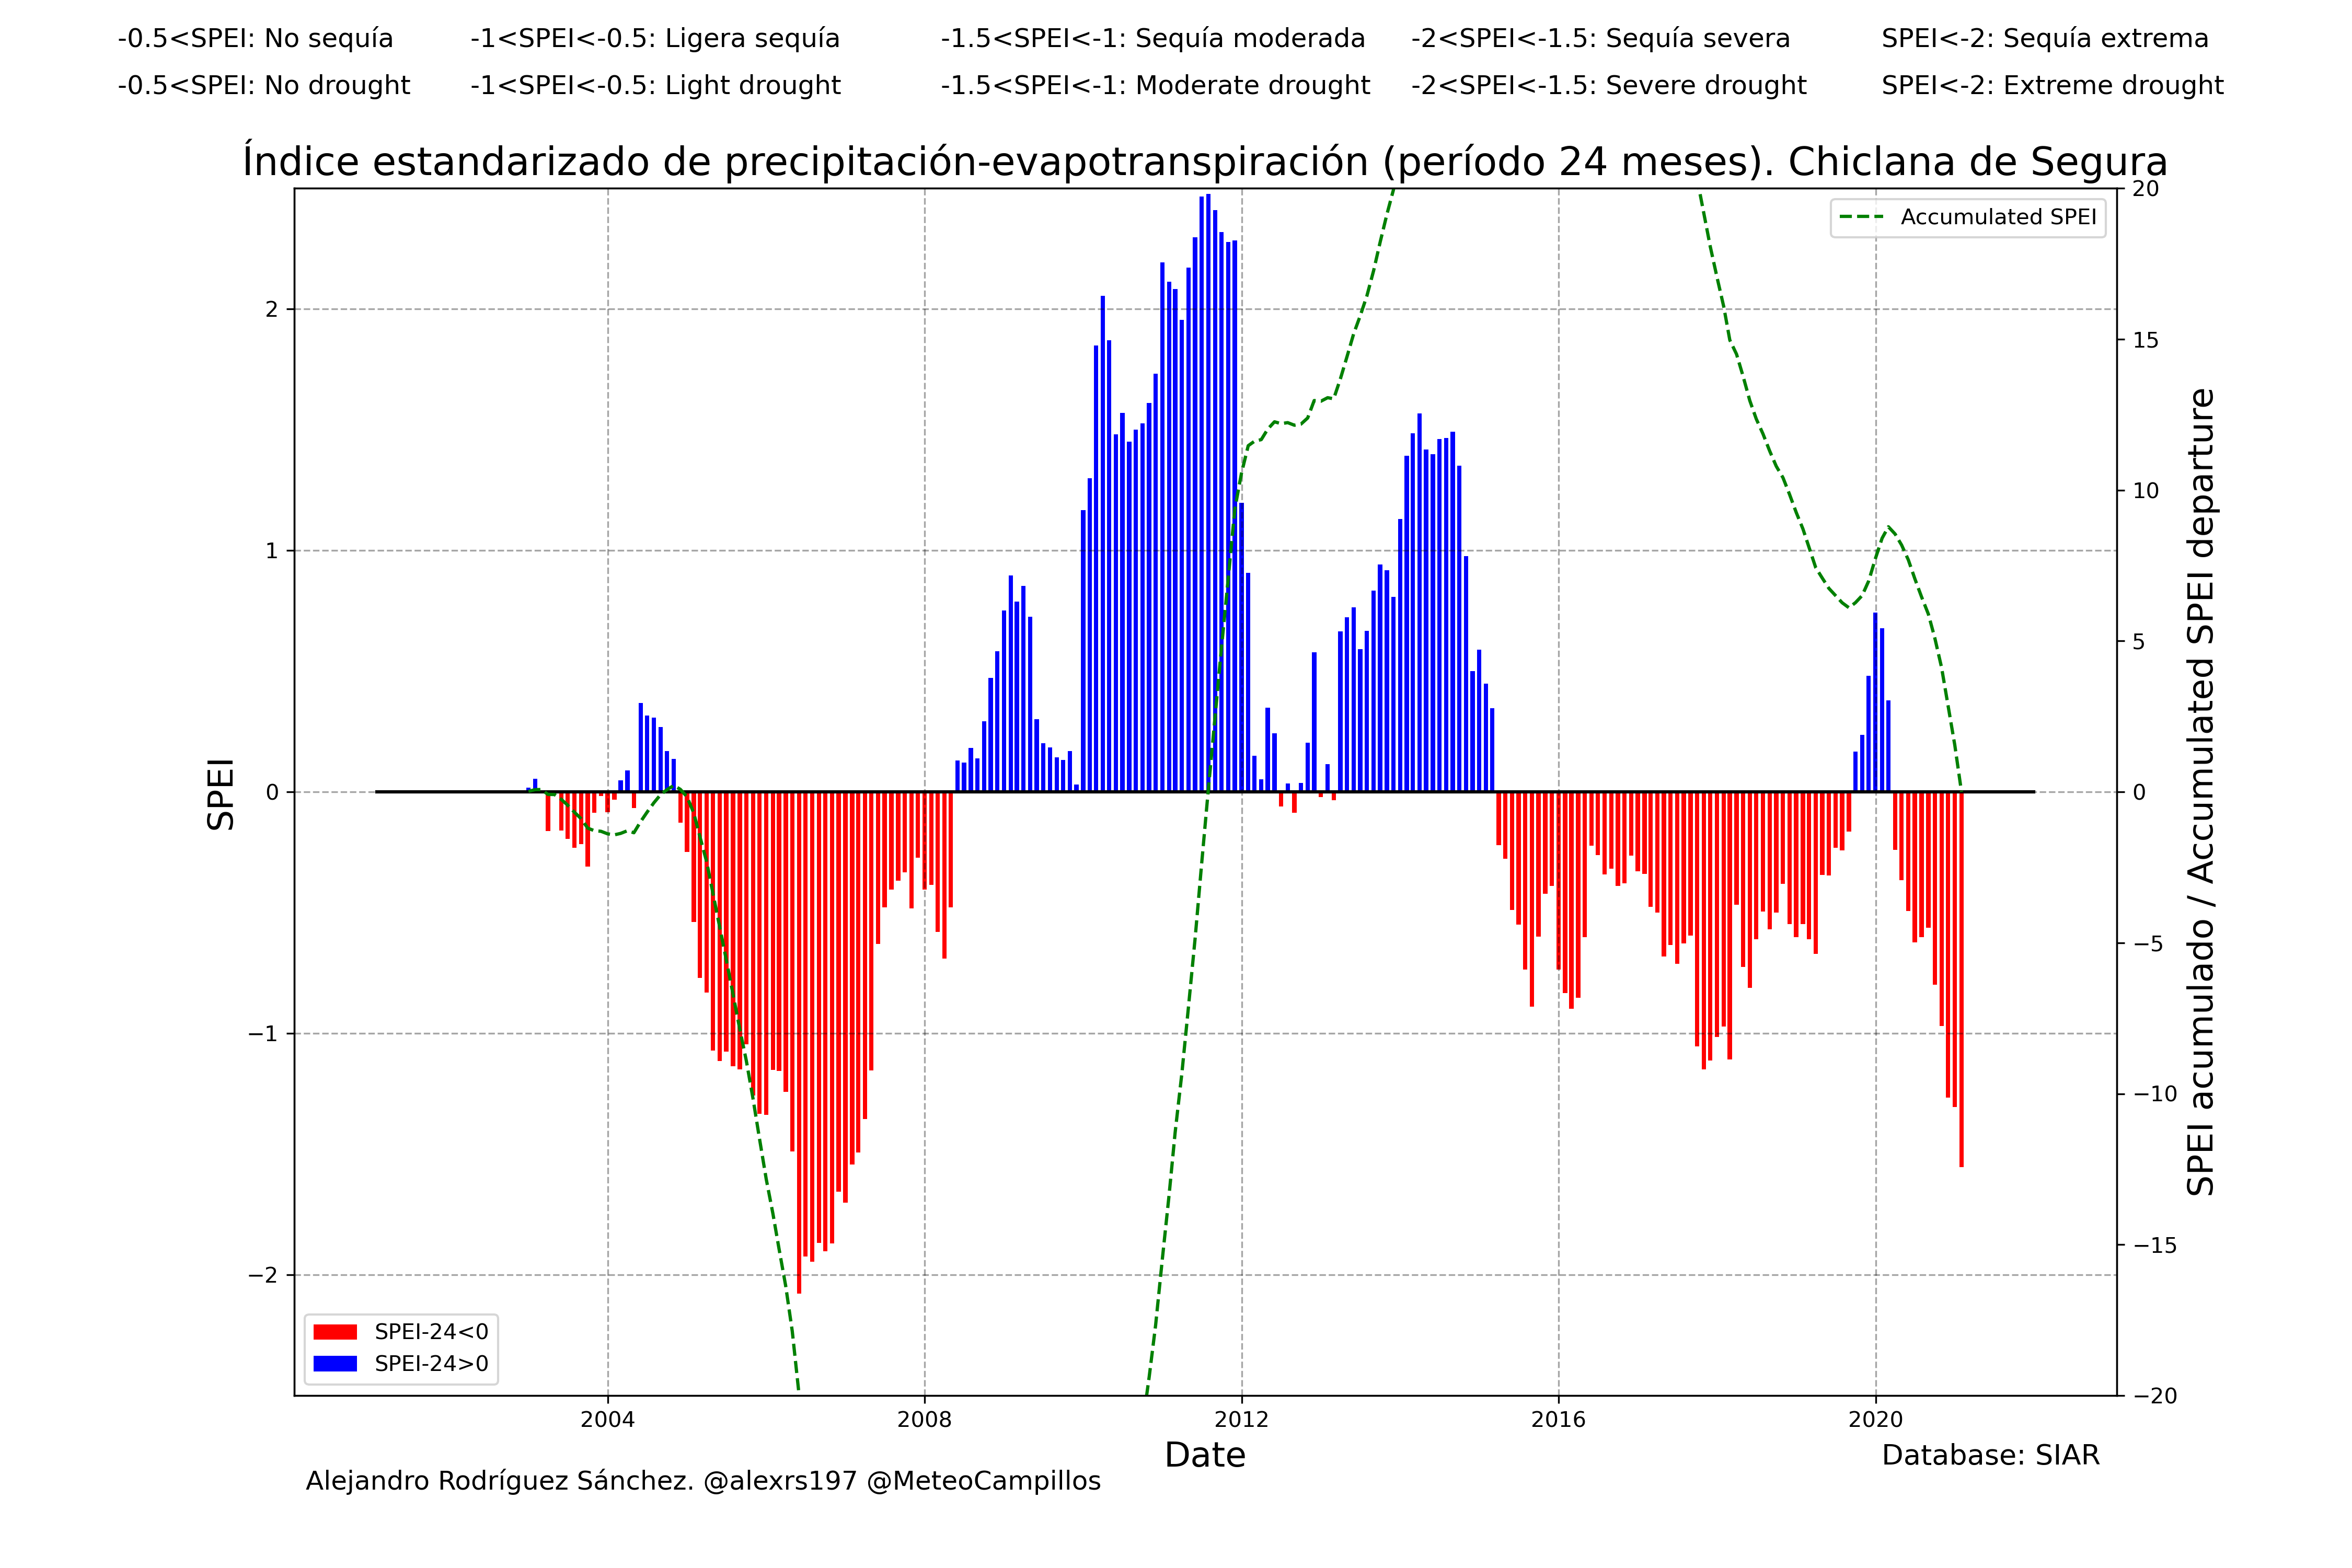 -0.5<SPEI: No sequía -1<SPEI<-0.5: Ligera sequía -1.5<SPEI<-1: Sequía moderada -2<SPEI<-1.5: Sequía severa SPEI<-2: Sequía extrema
-0.5<SPEI: No drought -1<SPEI<-0.5: Light drought -1.5<SPEI<-1: Moderate drought -2<SPEI<-1.5: Severe drought SPEI<-2: Extreme drought
Índice estandarizado de precipitación-evapotranspiración (período 24 meses). Chiclana de Segura
Accumulated SPEI
SPEI
2
1
0
−1
−2
20
15
10
5
0
−5
−10
−15
−20
SPEI acumulado / Accumulated SPEI departure
SPEI-24<0
SPEI-24>0
2004 2008 2012 2016 2020
Date
Database: SIAR
Alejandro Rodríguez Sánchez. @alexrs197 @MeteoCampillos